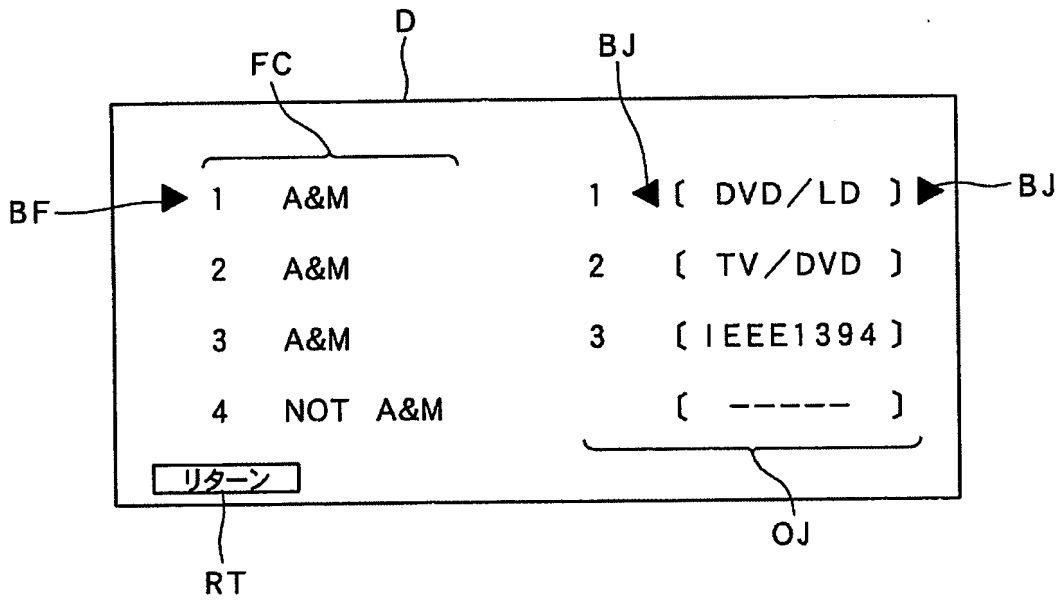 D
FC
BJ
BF ▶ 1 A&M 1 ◀ [ DVD/LD ] ▶ BJ
2 A&M 2 [ TV/DVD ]
3 A&M 3 [ IEEE1394 ]
4 NOT A&M [ ----- ]
リターン
OJ
RT